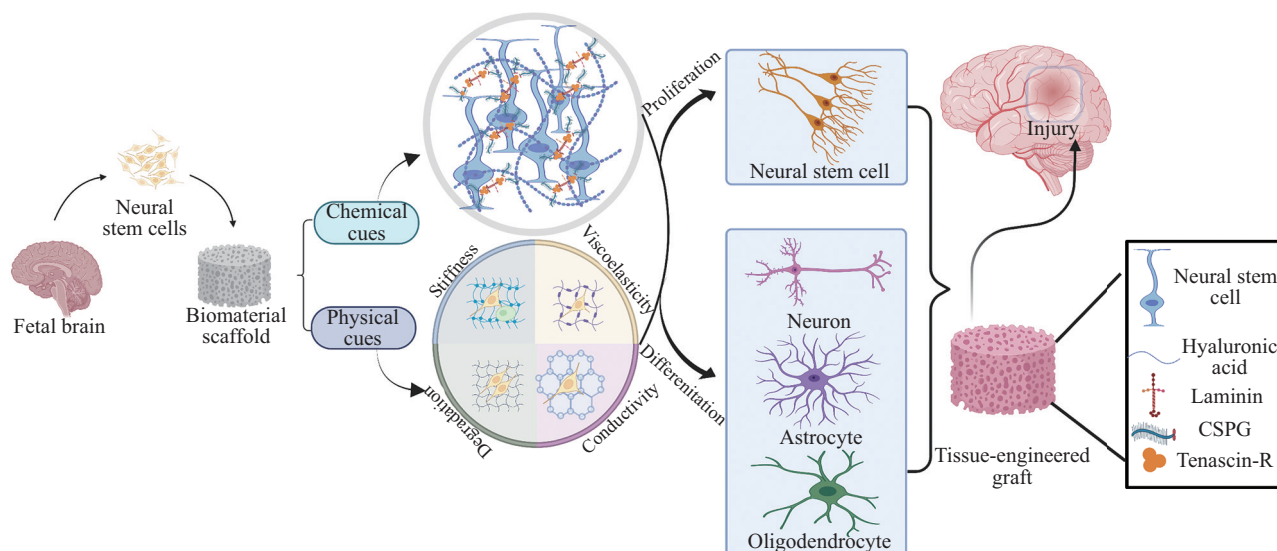 Fetal brain
Neural
stem cells
Biomaterial
scaffold
Chemical
cues
Physical
cues
Stiffness
Viscoelasticity
Degradation
Conductivity
Proliferation
Differenitation
Neural stem cell
Neuron
Astrocyte
Oligodendrocyte
Injury
Tissue-engineered
graft
Neural stem
cell
Hyaluronic
acid
Laminin
CSPG
Tenascin-R